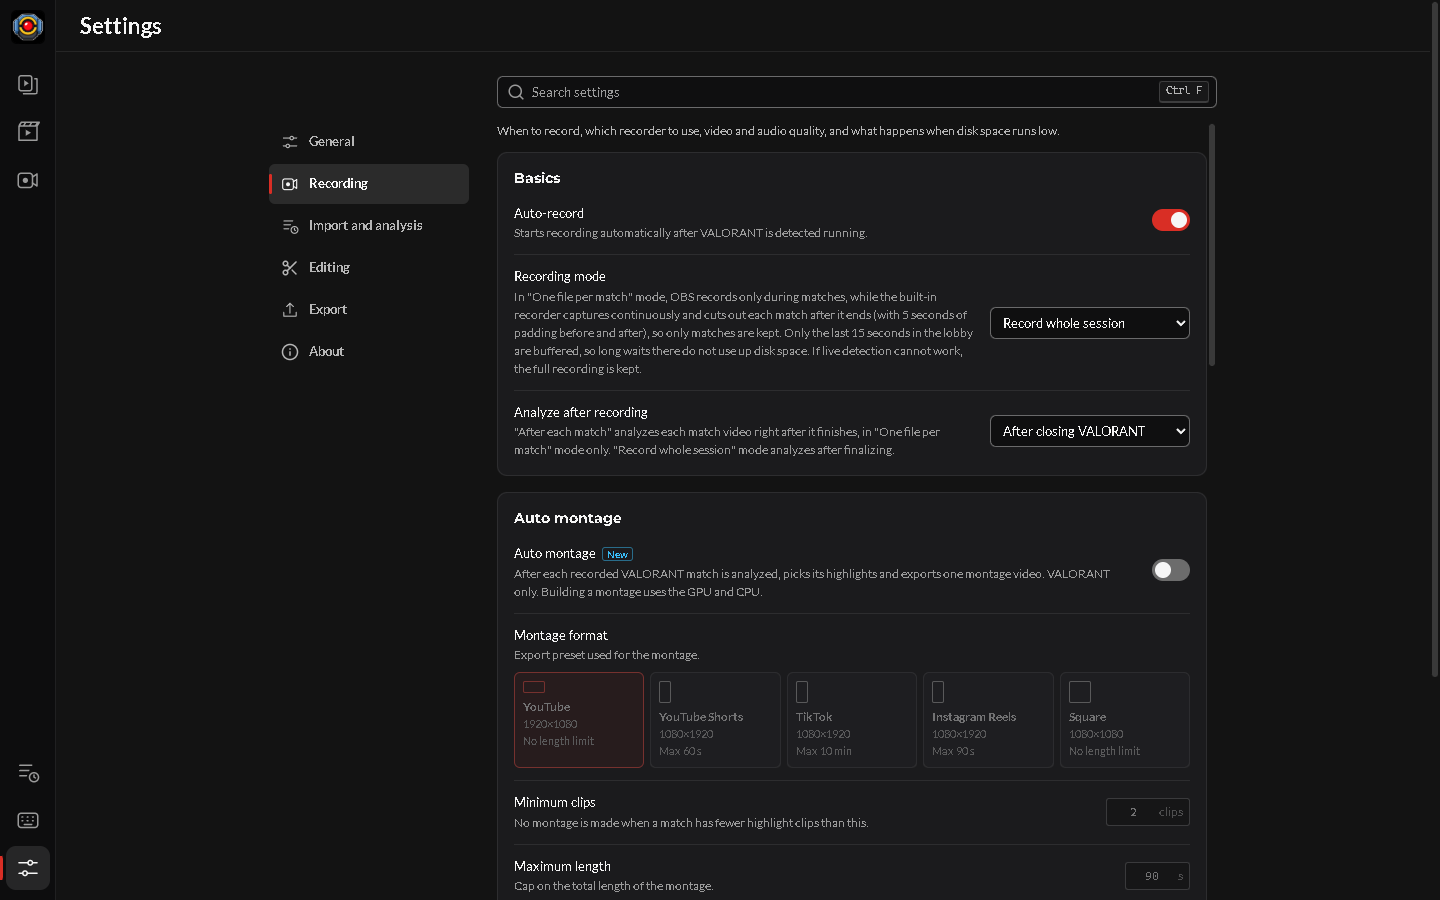 Settings
Search settings
Ctrl F
General
Recording
Import and analysis
Editing
Export
About
When to record, which recorder to use, video and audio quality, and what happens when disk space runs low.
Basics
Auto-record
Starts recording automatically after VALORANT is detected running.
Recording mode
In "One file per match" mode, OBS records only during matches, while the built-in
recorder captures continuously and cuts out each match after it ends (with 5 seconds of
padding before and after), so only matches are kept. Only the last 15 seconds in the lobby
are buffered, so long waits there do not use up disk space. If live detection cannot work,
the full recording is kept.
Record whole session
Analyze after recording
"After each match" analyzes each match video right after it finishes, in "One file per
match" mode only. "Record whole session" mode analyzes after finalizing.
After closing VALORANT
Auto montage
Auto montage New
After each recorded VALORANT match is analyzed, picks its highlights and exports one montage video. VALORANT
only. Building a montage uses the GPU and CPU.
Montage format
Export preset used for the montage.
YouTube
1920×1080
No length limit
YouTube Shorts
1080×1920
Max 60 s
TikTok
1080×1920
Max 10 min
Instagram Reels
1080×1920
Max 90 s
Square
1080×1080
No length limit
Minimum clips
No montage is made when a match has fewer highlight clips than this.
2 clips
Maximum length
Cap on the total length of the montage.
90 s